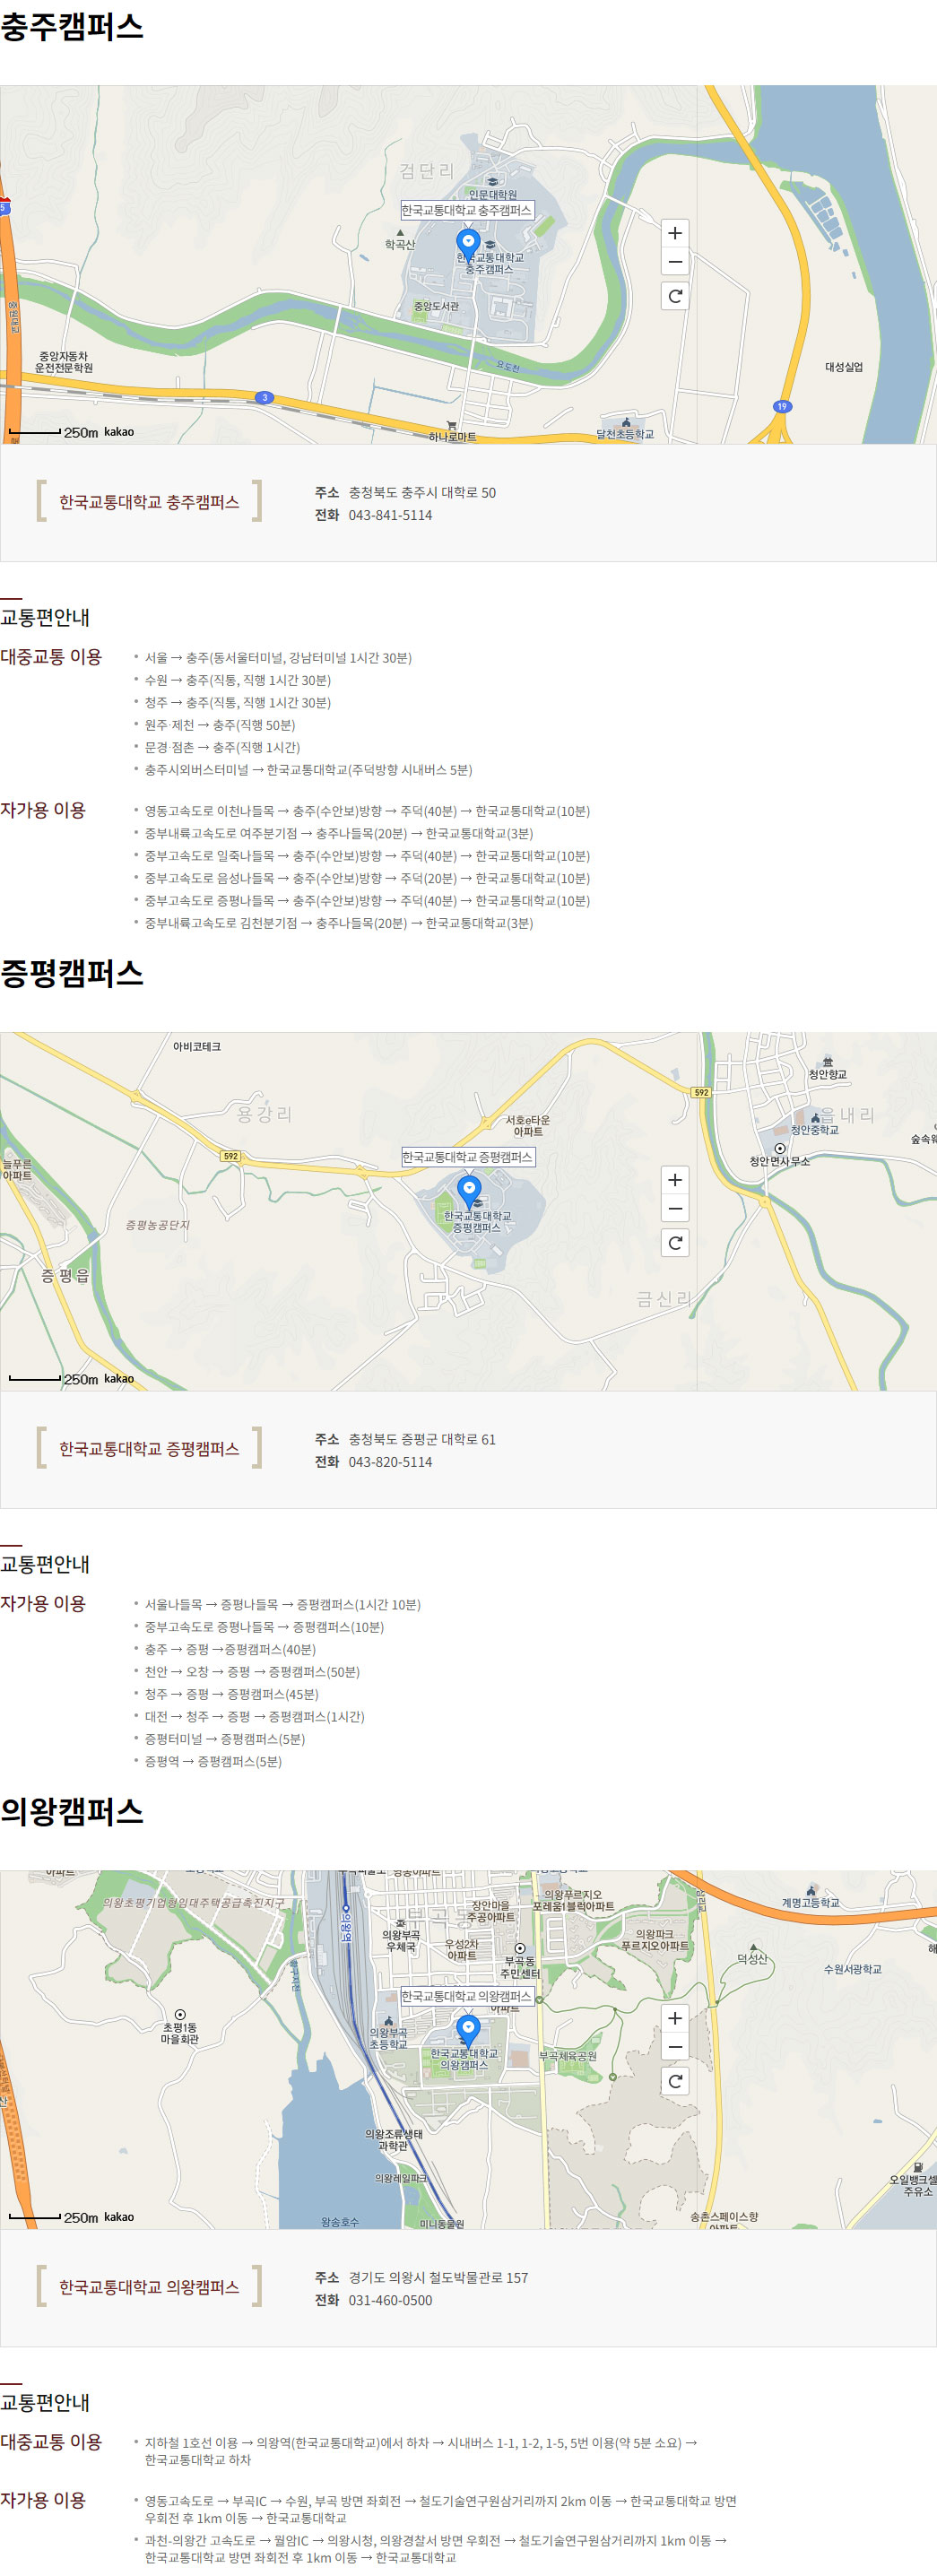 충주캠퍼스
검단리
인문대학원
한국교통대학교 충주캠퍼스
학곡산
한국교통대학교
충주캠퍼스
중앙도서관
중원대로
요도천
중앙자동차
운전전문학원
대성실업
3
19
하나로마트
달천초등학교
250m kakao
한국교통대학교 충주캠퍼스
주소 충청북도 충주시 대학로 50
전화 043-841-5114
교통편안내
대중교통 이용
서울 → 충주(동서울터미널, 강남터미널 1시간 30분)
수원 → 충주(직통, 직행 1시간 30분)
청주 → 충주(직통, 직행 1시간 30분)
원주·제천 → 충주(직행 50분)
문경·점촌 → 충주(직행 1시간)
충주시외버스터미널 → 한국교통대학교(주덕방향 시내버스 5분)
자가용 이용
영동고속도로 이천나들목 → 충주(수안보)방향 → 주덕(40분) → 한국교통대학교(10분)
중부내륙고속도로 여주분기점 → 충주나들목(20분) → 한국교통대학교(3분)
중부고속도로 일죽나들목 → 충주(수안보)방향 → 주덕(40분) → 한국교통대학교(10분)
중부고속도로 음성나들목 → 충주(수안보)방향 → 주덕(20분) → 한국교통대학교(10분)
중부고속도로 증평나들목 → 충주(수안보)방향 → 주덕(40분) → 한국교통대학교(10분)
중부내륙고속도로 김천분기점 → 충주나들목(20분) → 한국교통대학교(3분)
증평캠퍼스
아비코테크
용강리
592
서호e타운
아파트
592
청안향교
읍내리
청안중학교
청안면사무소
늘푸른
아파트
한국교통대학교 증평캠퍼스
한국교통대학교
증평캠퍼스
증평농공단지
증평읍
금신리
250m kakao
한국교통대학교 증평캠퍼스
주소 충청북도 증평군 대학로 61
전화 043-820-5114
교통편안내
자가용 이용
서울나들목 → 증평나들목 → 증평캠퍼스(1시간 10분)
중부고속도로 증평나들목 → 증평캠퍼스(10분)
충주 → 증평 →증평캠퍼스(40분)
천안 → 오창 → 증평 → 증평캠퍼스(50분)
청주 → 증평 → 증평캠퍼스(45분)
대전 → 청주 → 증평 → 증평캠퍼스(1시간)
증평터미널 → 증평캠퍼스(5분)
증평역 → 증평캠퍼스(5분)
의왕캠퍼스
의왕초평기업형임대주택공급촉진지구
의왕역
의왕부곡
우체국
장안마을
주공아파트
우성2차
아파트
의왕푸르지오
포레움1블럭아파트
의왕파크
푸르지오아파트
부곡동
주민센터
계명고등학교
덕성산
수원서광학교
초평1동
마을회관
한국교통대학교 의왕캠퍼스
아파트
의왕부곡
초등학교
한국교통대학교
의왕캠퍼스
부곡체육공원
의왕조류생태
과학관
의왕레일파크
왕송호수
미니동물원
오일뱅크셀
주유소
송촌스페이스향
아파트
250m kakao
한국교통대학교 의왕캠퍼스
주소 경기도 의왕시 철도박물관로 157
전화 031-460-0500
교통편안내
대중교통 이용
지하철 1호선 이용 → 의왕역(한국교통대학교)에서 하차 → 시내버스 1-1, 1-2, 1-5, 5번 이용(약 5분 소요) →
한국교통대학교 하차
자가용 이용
영동고속도로 → 부곡IC → 수원, 부곡 방면 좌회전 → 철도기술연구원삼거리까지 2km 이동 → 한국교통대학교 방면
우회전 후 1km 이동 → 한국교통대학교
과천-의왕간 고속도로 → 월암IC → 의왕시청, 의왕경찰서 방면 우회전 → 철도기술연구원삼거리까지 1km 이동 →
한국교통대학교 방면 좌회전 후 1km 이동 → 한국교통대학교